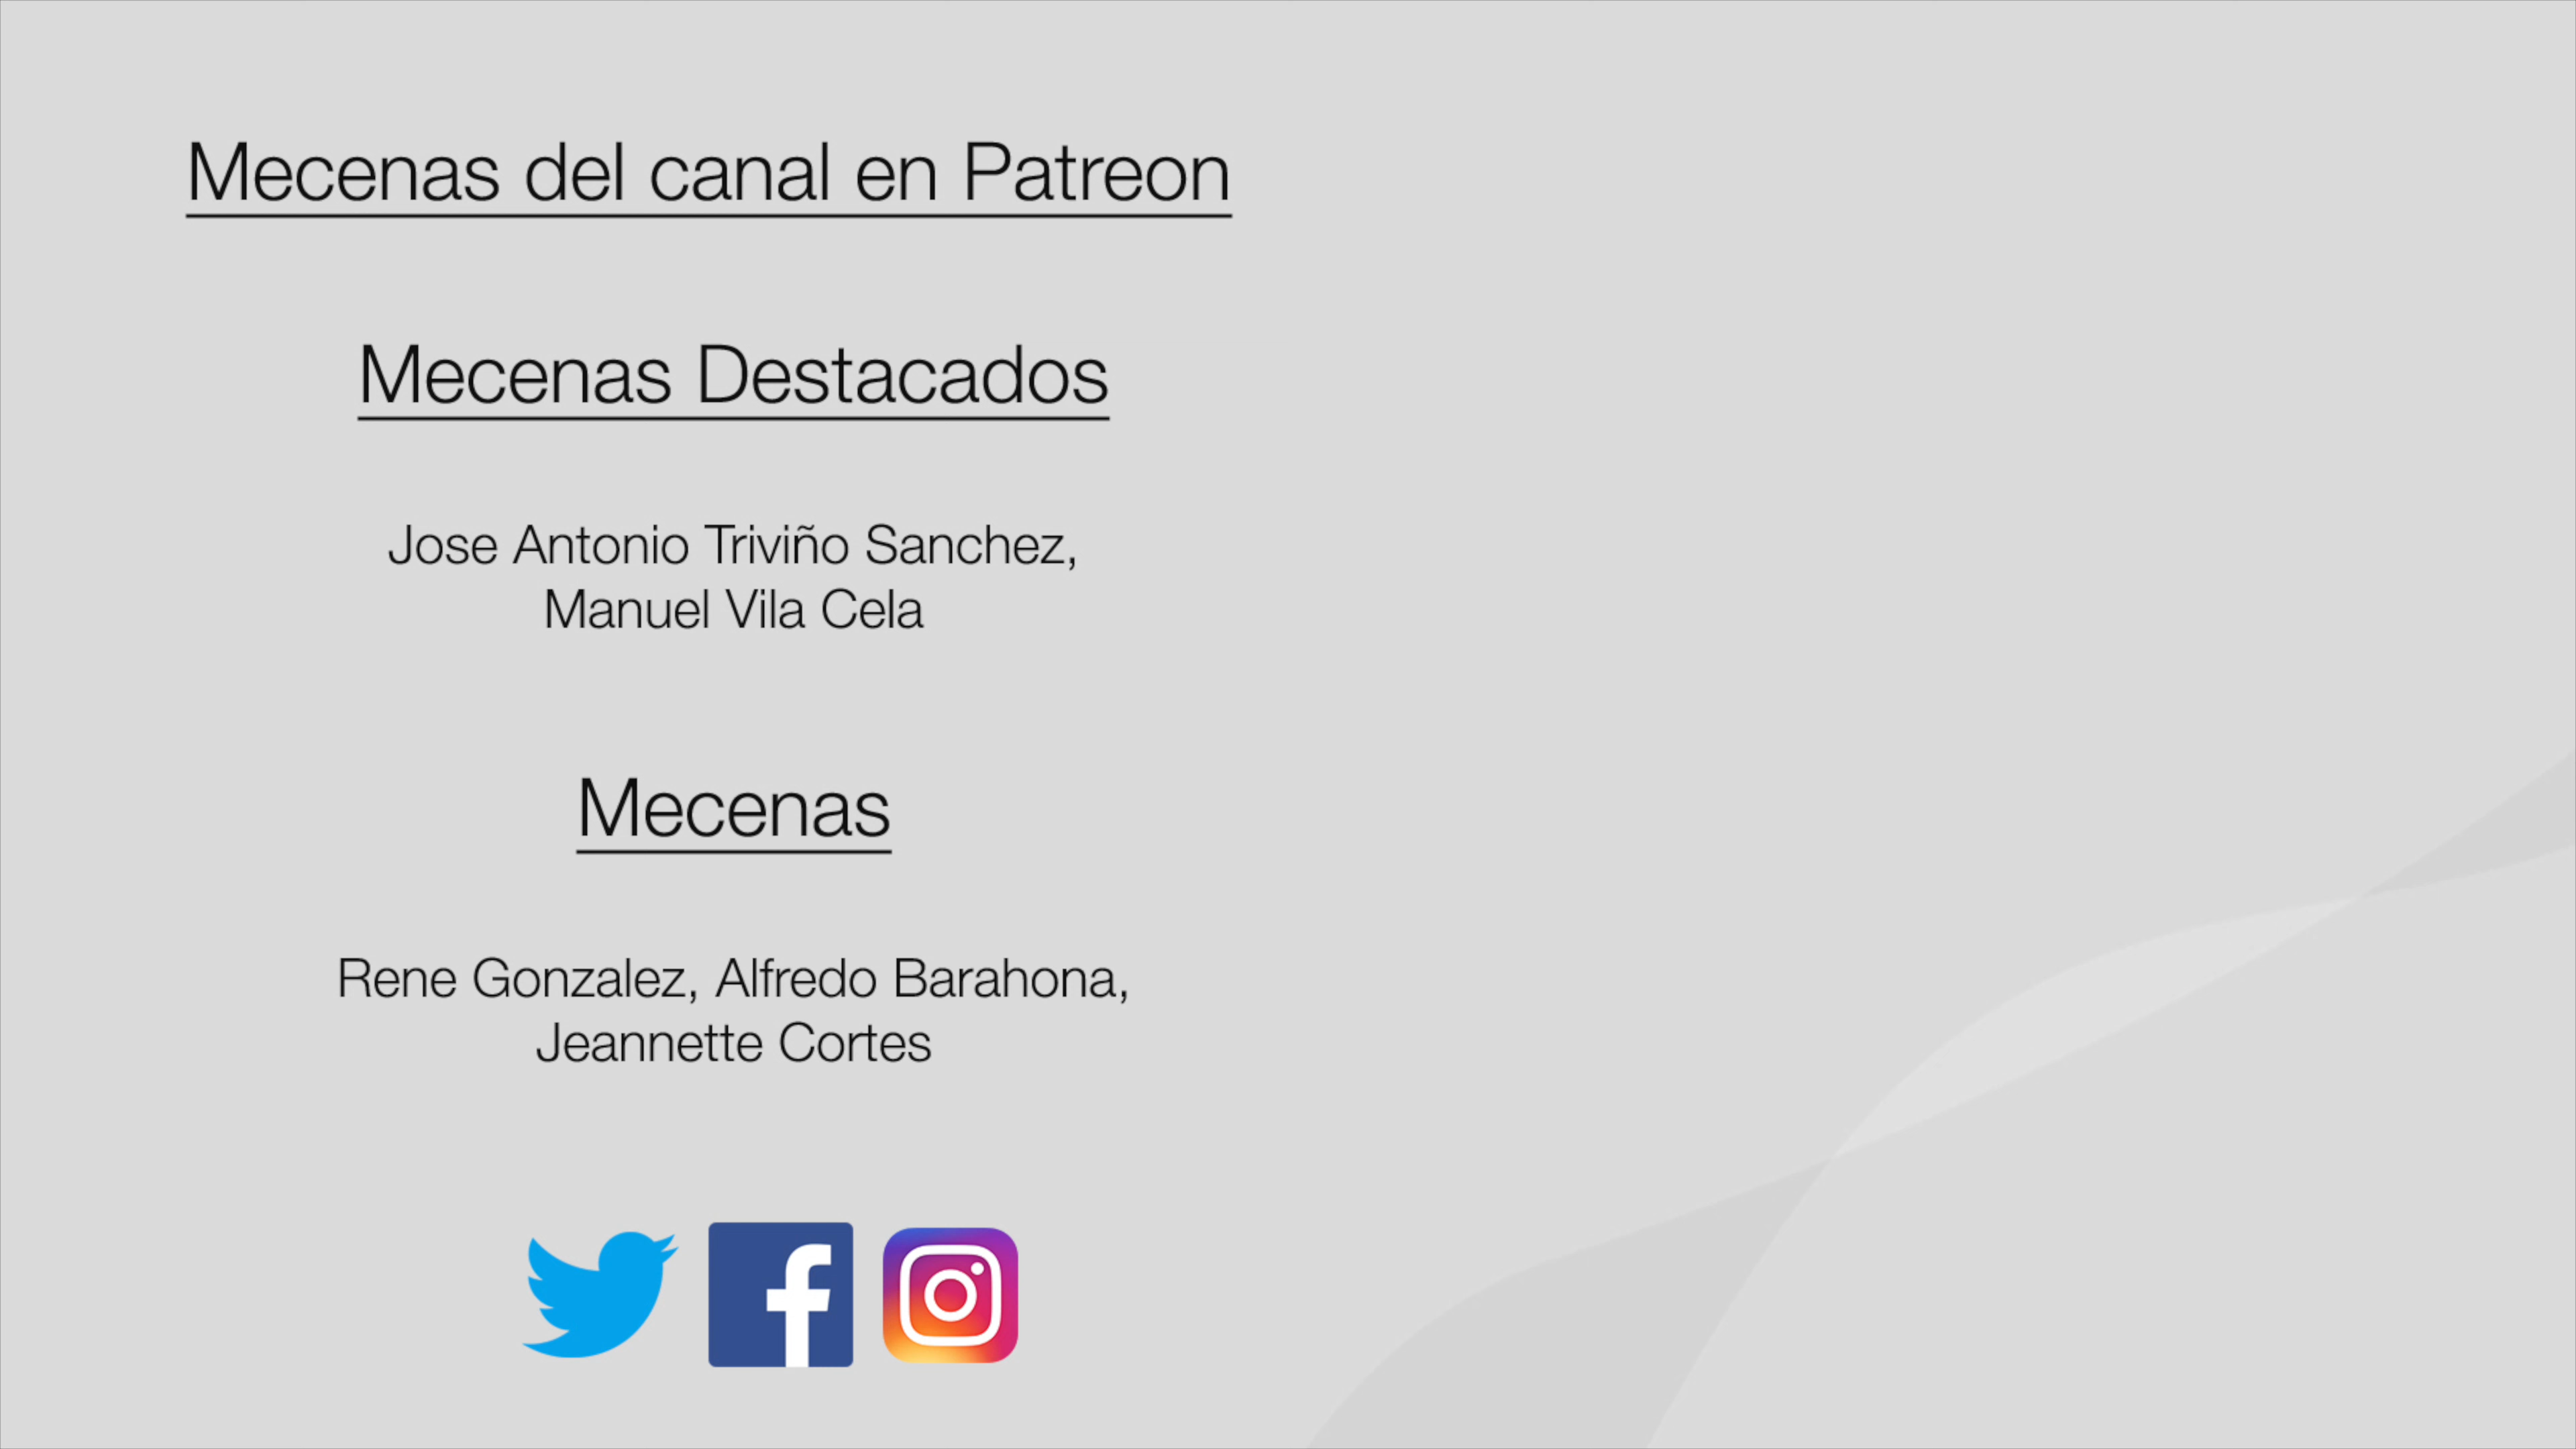 Mecenas del canal en Patreon
Mecenas Destacados
Jose Antonio Triviño Sanchez,
Manuel Vila Cela
Mecenas
Rene Gonzalez, Alfredo Barahona,
Jeannette Cortes